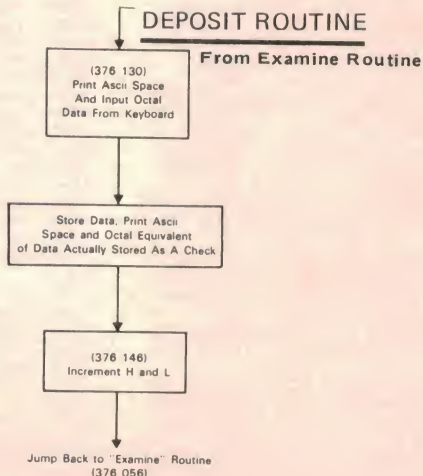 DEPOSIT ROUTINE
From Examine Routine
(376 130)
Print Ascii Space
And Input Octal
Data From Keyboard
Store Data, Print Ascii
Space and Octal Equivalent
of Data Actually Stored As A Check
(376 146)
Increment H and L
Jump Back to "Examine" Routine
(376 056)